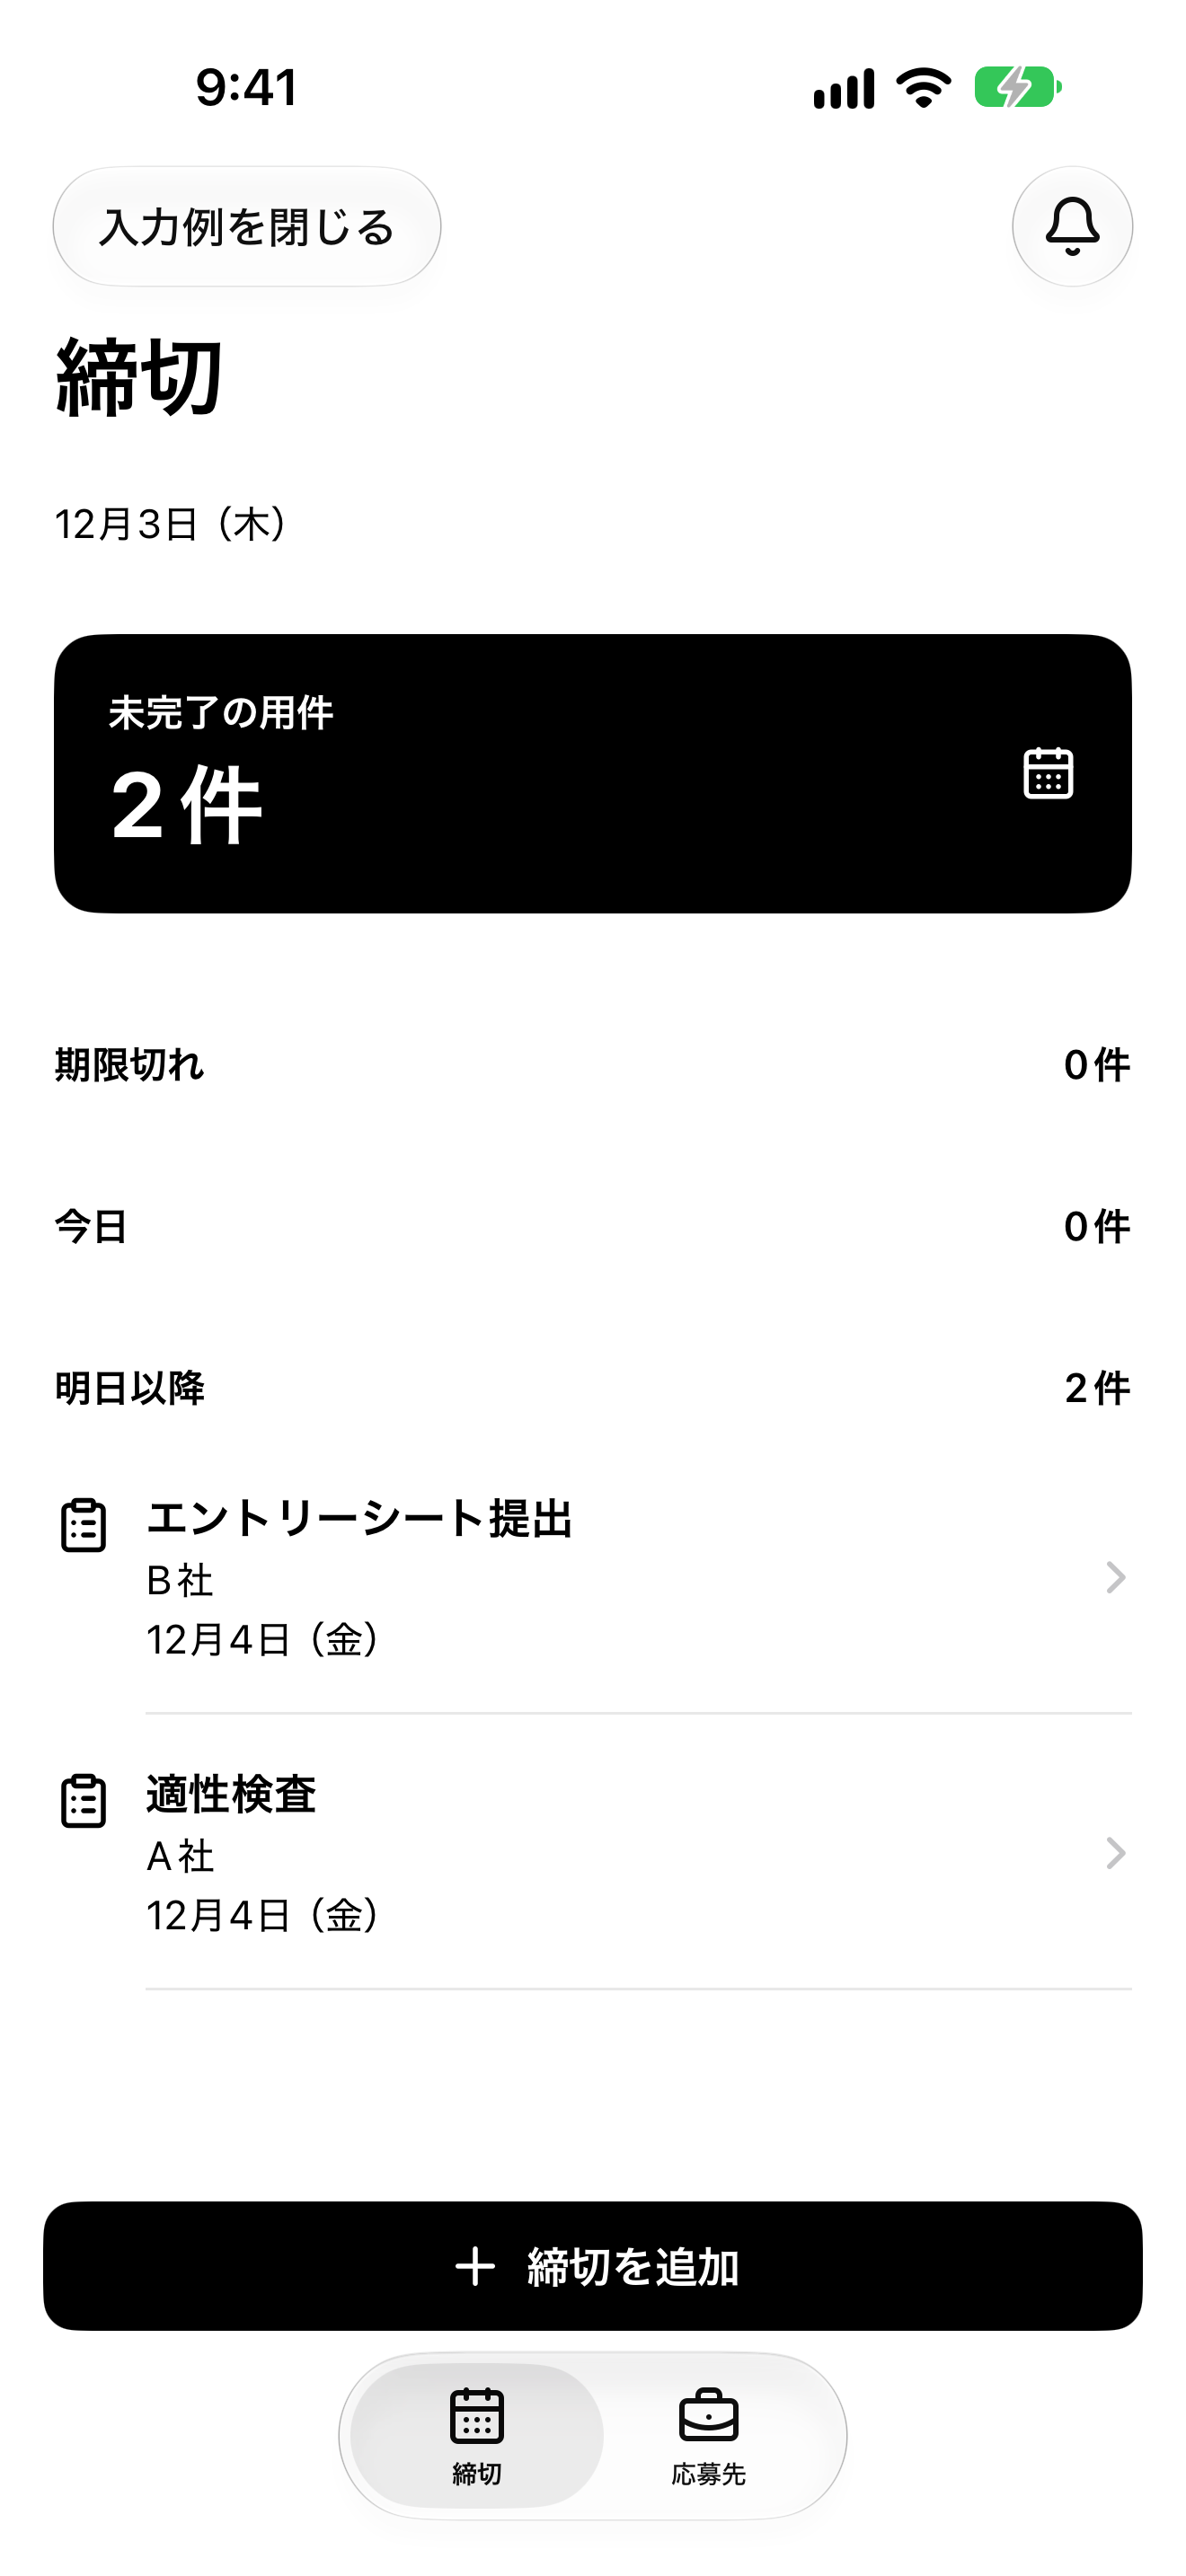 9:41
入力例を閉じる
締切
12月3日（木）
未完了の用件
2件
期限切れ 0件
今日 0件
明日以降 2件
エントリーシート提出
B社
12月4日（金）
適性検査
A社
12月4日（金）
締切を追加
締切 応募先